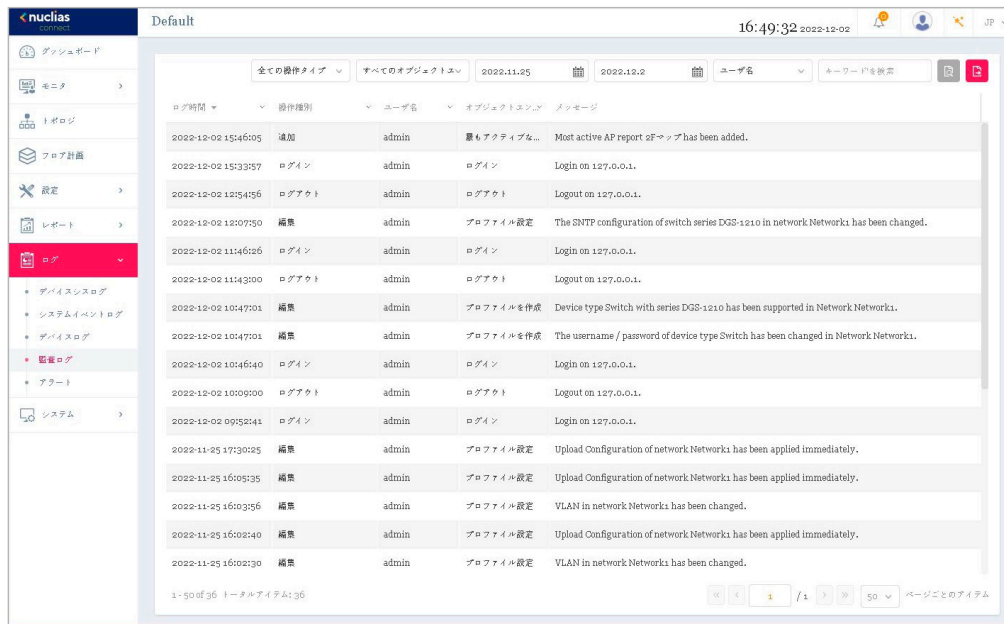 nuclias
connect
Default
16:49:32 2022-12-02
JP
ダッシュボード
モニタ
トポロジ
フロア計画
設定
レポート
ログ
デバイスシスログ
システムイベントログ
デバイスログ
監査ログ
アラート
システム
全ての操作タイプ すべてのオブジェクトエ 2022.11.25 2022.12.2 ユーザ名 キーワードを検索
ログ時間 操作種別 ユーザ名 オブジェクトエン... メッセージ
2022-12-02 15:46:05 追加 admin 最もアクティブな... Most active AP report 2Fマップ has been added.
2022-12-02 15:33:57 ログイン admin ログイン Login on 127.0.0.1.
2022-12-02 12:54:56 ログアウト admin ログアウト Logout on 127.0.0.1.
2022-12-02 12:07:50 編集 admin プロファイル設定 The SNTP configuration of switch series DGS-1210 in network Network1 has been changed.
2022-12-02 11:46:26 ログイン admin ログイン Login on 127.0.0.1.
2022-12-02 11:43:00 ログアウト admin ログアウト Logout on 127.0.0.1.
2022-12-02 10:47:01 編集 admin プロファイルを作成 Device type Switch with series DGS-1210 has been supported in Network Network1.
2022-12-02 10:47:01 編集 admin プロファイルを作成 The username / password of device type Switch has been changed in Network Network1.
2022-12-02 10:46:40 ログイン admin ログイン Login on 127.0.0.1.
2022-12-02 10:09:00 ログアウト admin ログアウト Logout on 127.0.0.1.
2022-12-02 09:52:41 ログイン admin ログイン Login on 127.0.0.1.
2022-11-25 17:30:25 編集 admin プロファイル設定 Upload Configuration of network Network1 has been applied immediately.
2022-11-25 16:05:35 編集 admin プロファイル設定 Upload Configuration of network Network1 has been applied immediately.
2022-11-25 16:03:56 編集 admin プロファイル設定 VLAN in network Network1 has been changed.
2022-11-25 16:02:40 編集 admin プロファイル設定 Upload Configuration of network Network1 has been applied immediately.
2022-11-25 16:02:30 編集 admin プロファイル設定 VLAN in network Network1 has been changed.
1 - 50 of 36 トータルアイテム: 36 1 / 1 50 ページごとのアイテム